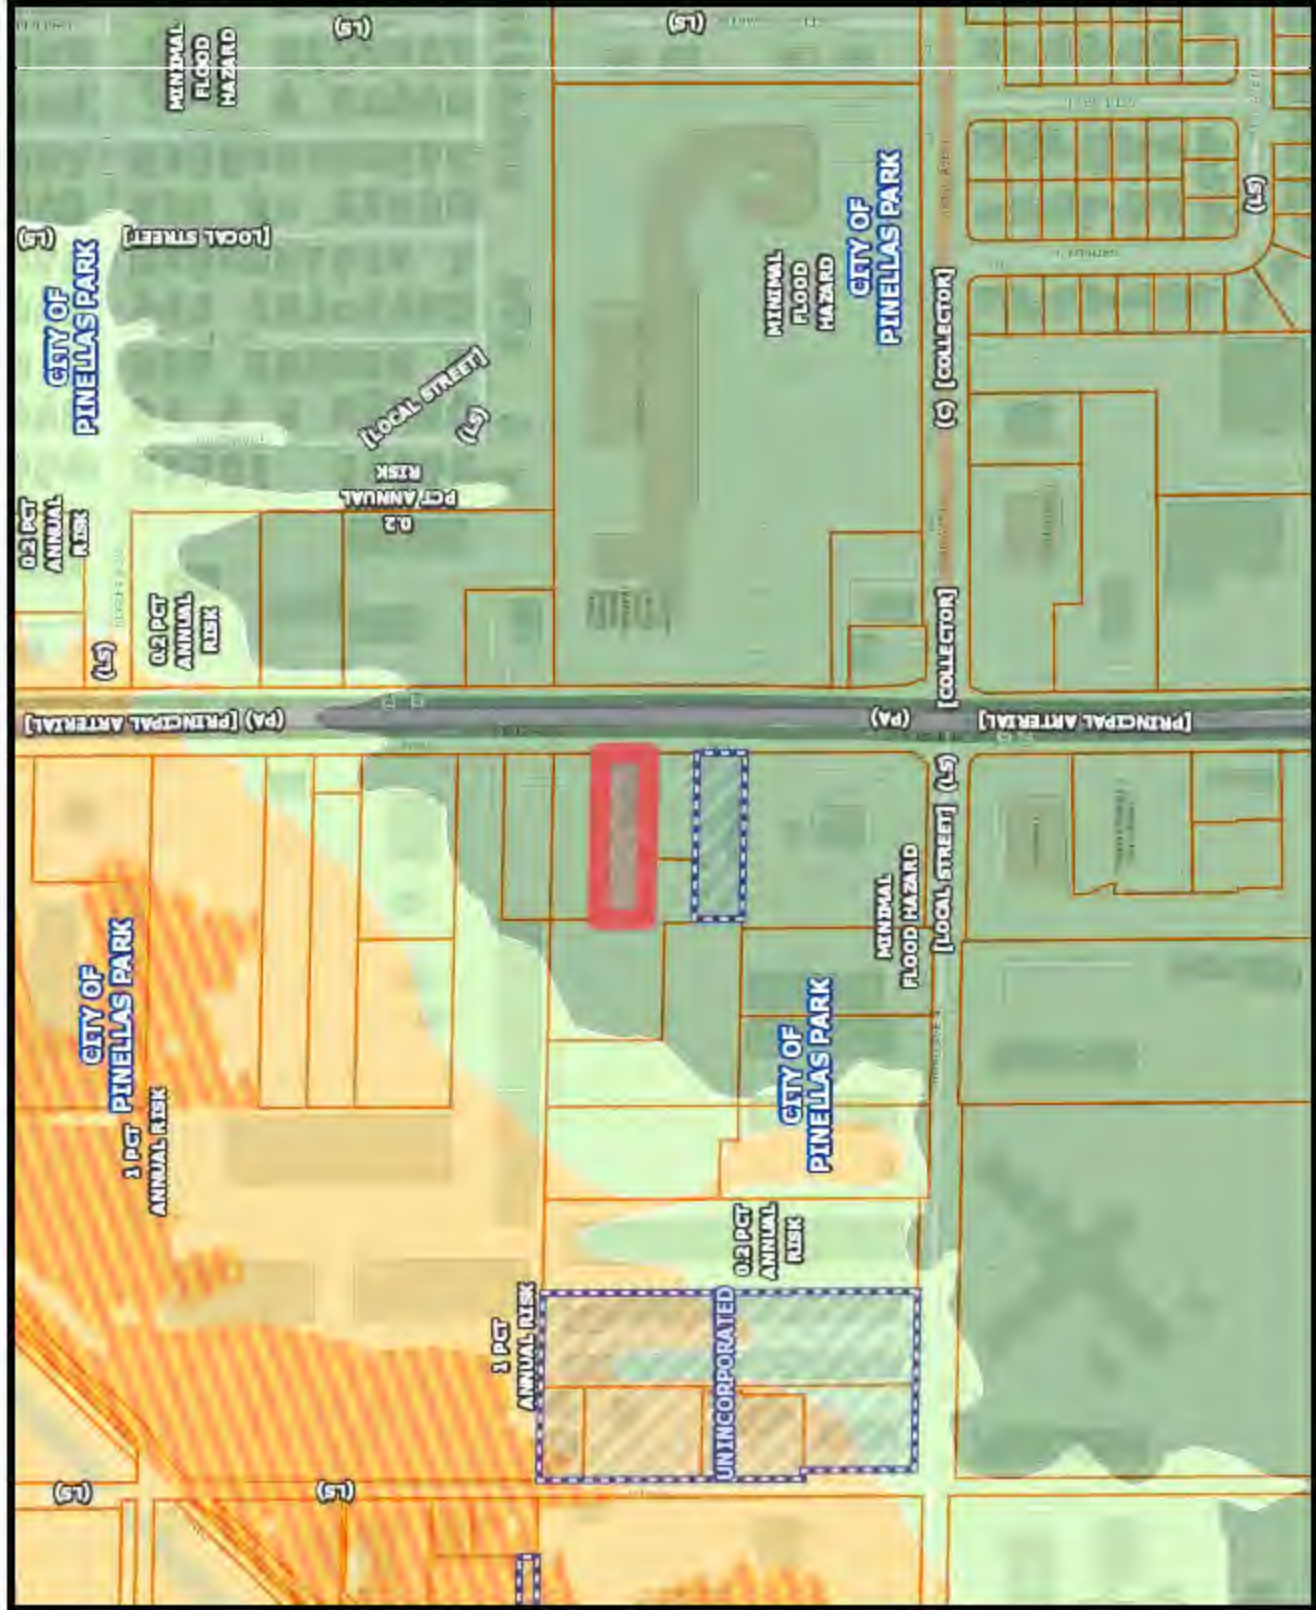 (LS)
(LS)
MINIMAL
FLOOD
HAZARD
(LS)
(LS)
[LOCAL STREET]
CITY OF
PINELLAS PARK
MINIMAL
FLOOD
HAZARD
CITY OF
PINELLAS PARK
[LOCAL STREET]
(LS)
(C) [COLLECTOR]
0.2
PCT ANNUAL
RISK
0.2 PCT
ANNUAL
RISK
0.2 PCT
ANNUAL
RISK
(LS)
[COLLECTOR]
(PA) [PRINCIPAL ARTERIAL]
(PA)
[PRINCIPAL ARTERIAL]
[LOCAL STREET] (LS)
MINIMAL
FLOOD HAZARD
CITY OF
PINELLAS PARK
CITY OF
PINELLAS PARK
1 PCT
ANNUAL RISK
0.2 PCT
ANNUAL
RISK
1 PCT
ANNUAL RISK
UNINCORPORATED
(LS)
(LS)